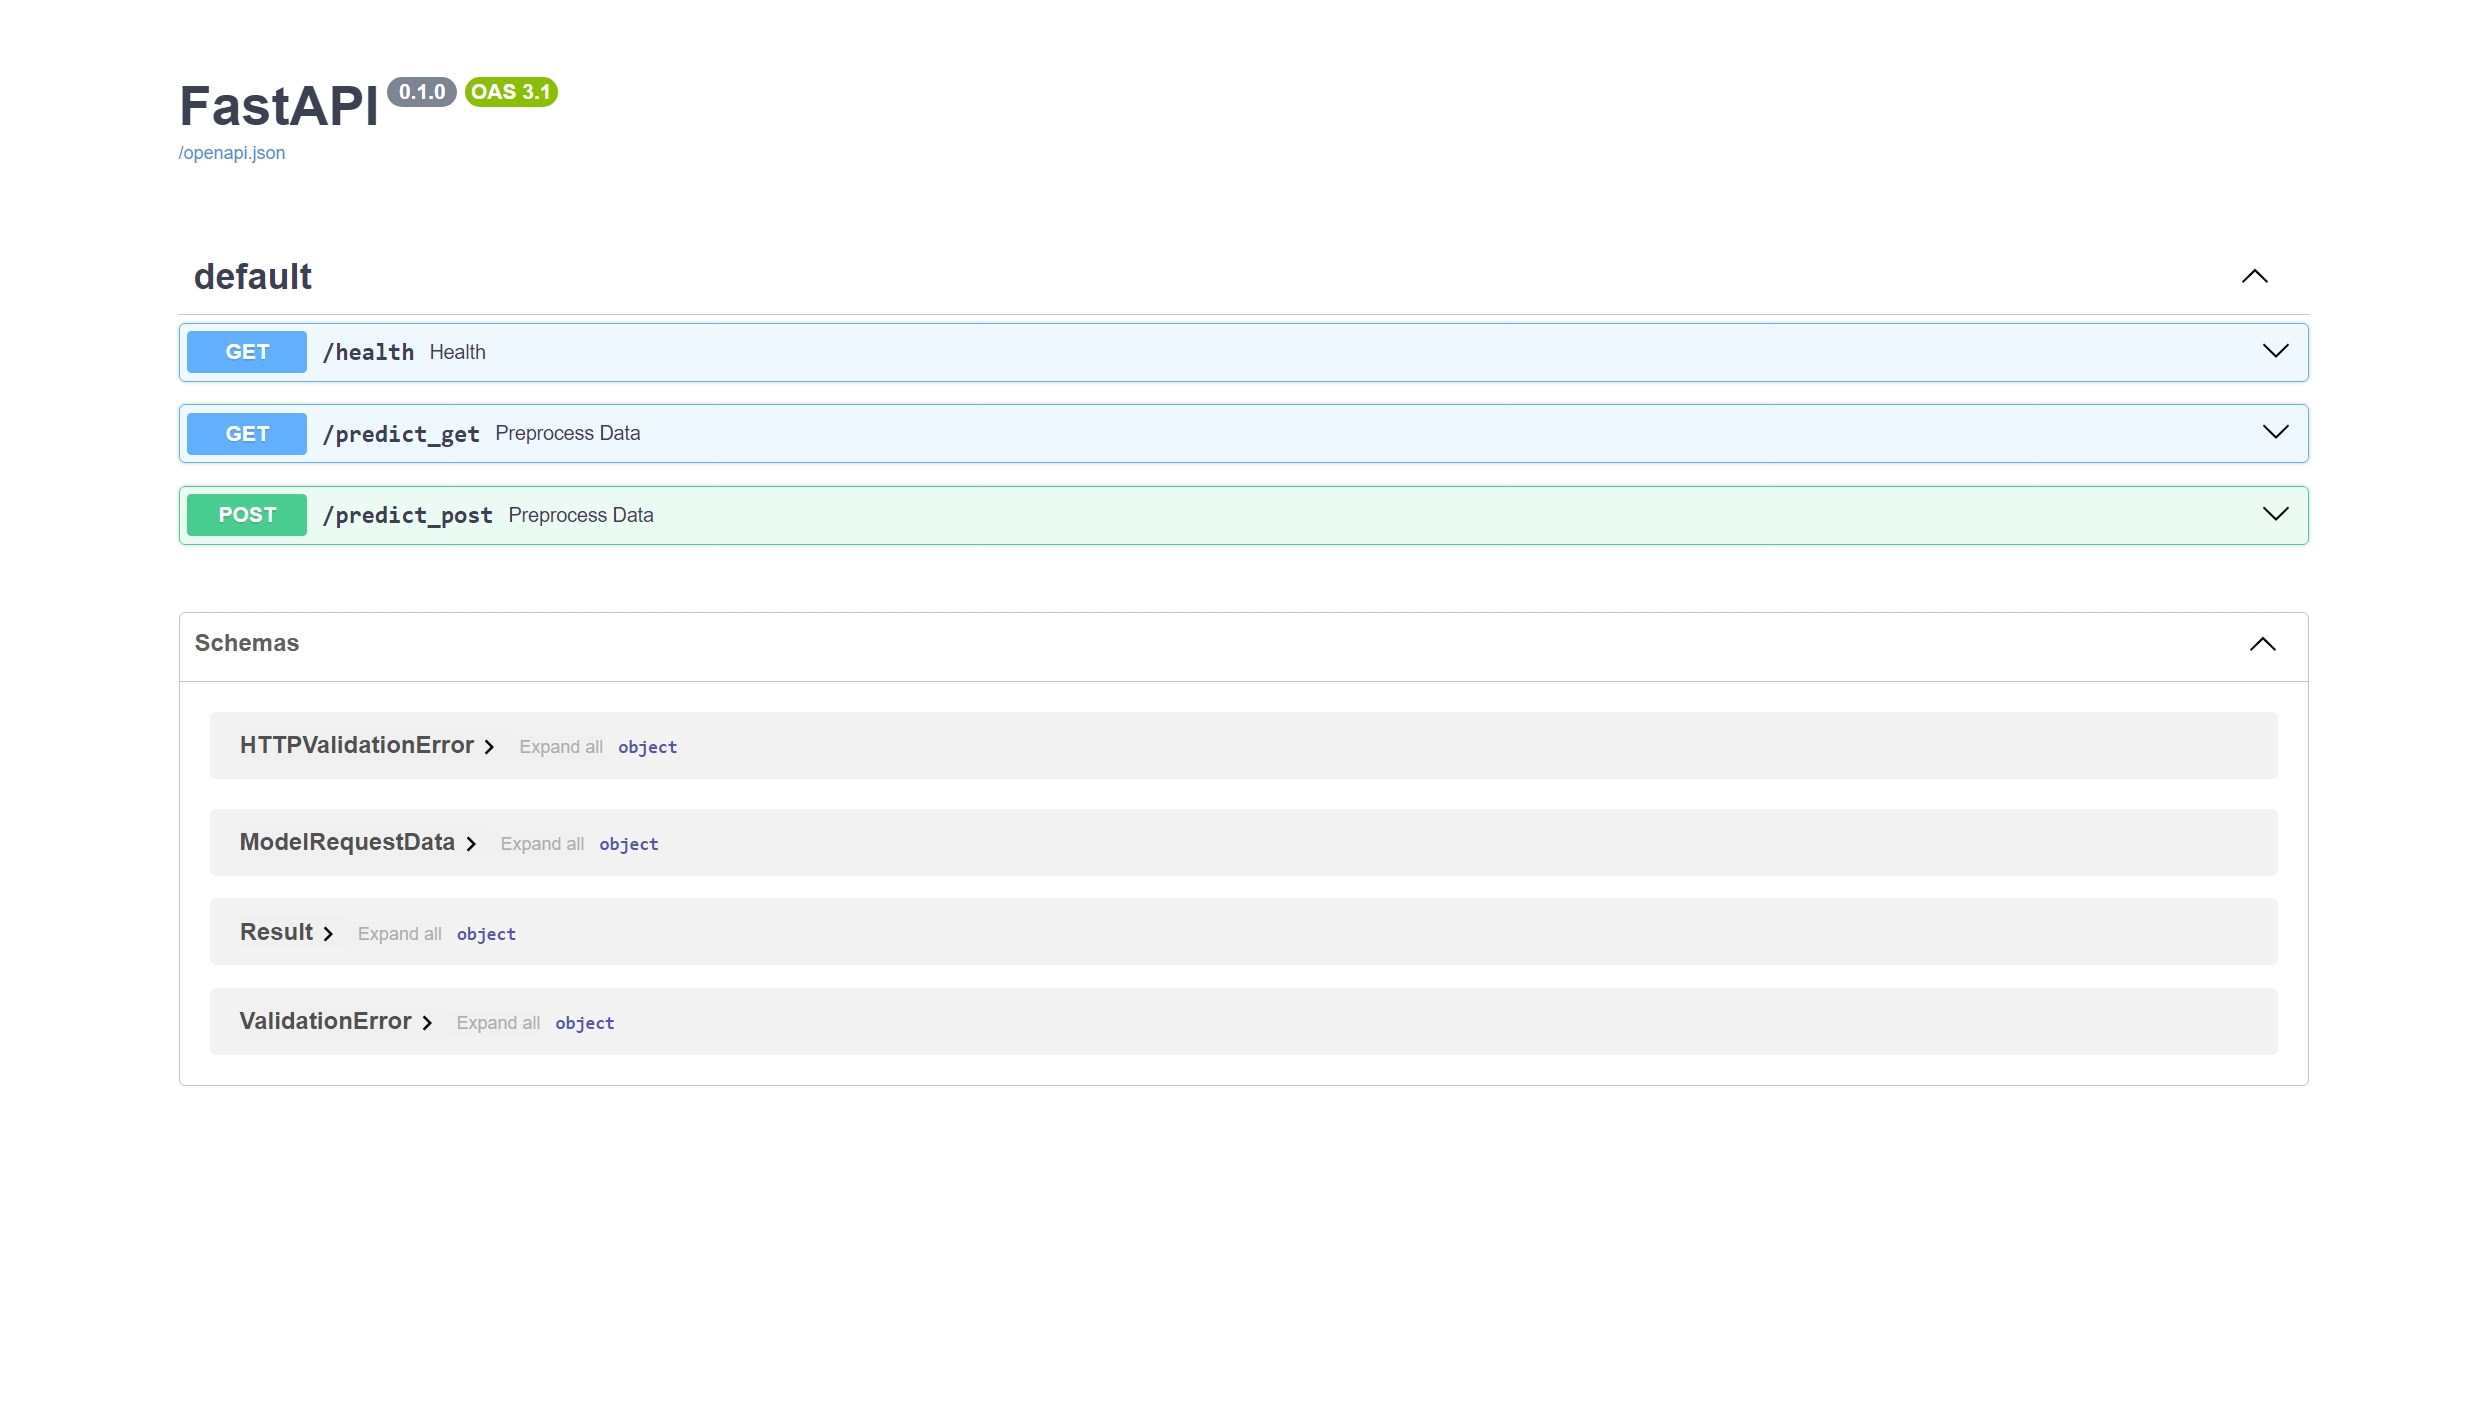 FastAPI 0.1.0 OAS 3.1
/openapi.json
default
GET /health Health
GET /predict_get Preprocess Data
POST /predict_post Preprocess Data
Schemas
HTTPValidationError Expand all object
ModelRequestData Expand all object
Result Expand all object
ValidationError Expand all object